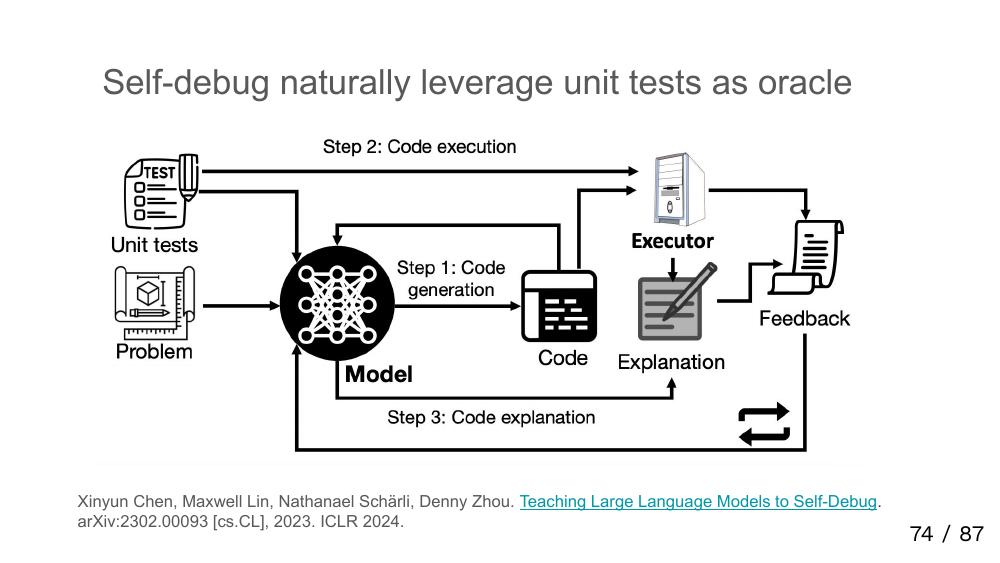 Self-debug naturally leverage unit tests as oracle
Step 2: Code execution
TEST
Unit tests
Executor
Step 1: Code
generation
Problem
Model
Code
Explanation
Feedback
Step 3: Code explanation
Xinyun Chen, Maxwell Lin, Nathanael Schärli, Denny Zhou. Teaching Large Language Models to Self-Debug.
arXiv:2302.00093 [cs.CL], 2023. ICLR 2024.
74 / 87